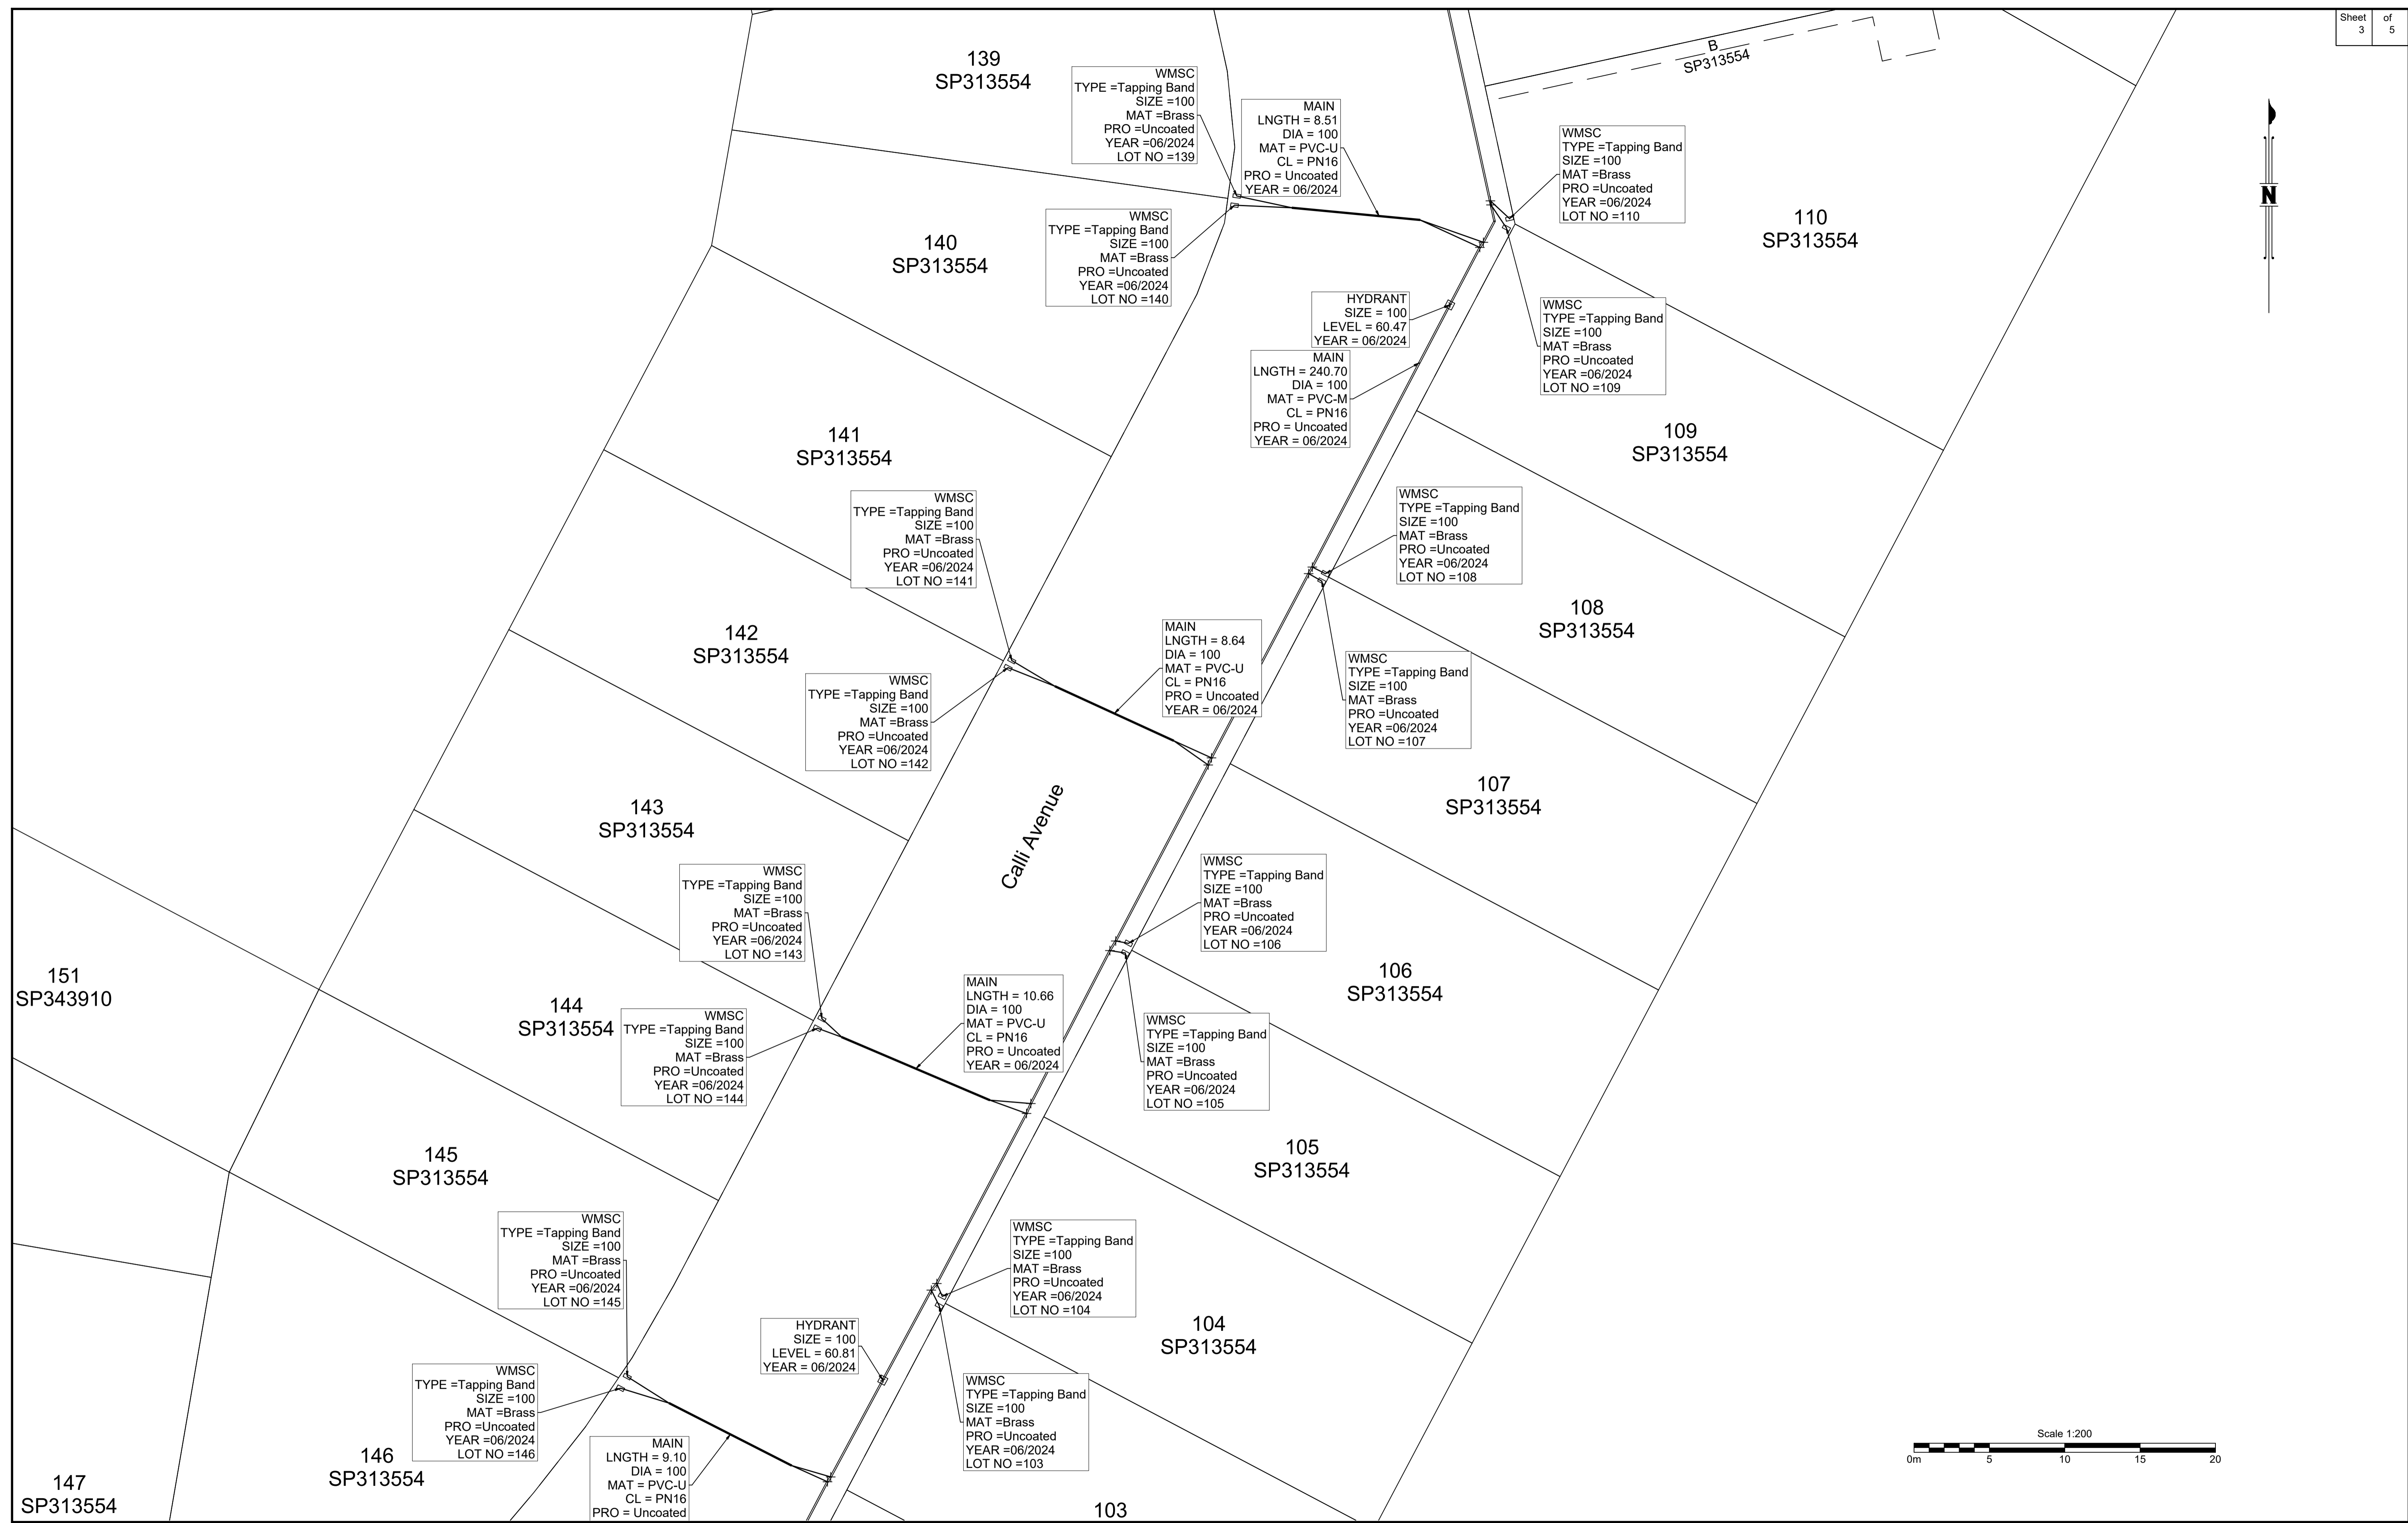 Sheet of
3 5
B
SP313554
139
SP313554
WMSC
TYPE =Tapping Band
SIZE =100
MAT =Brass
PRO =Uncoated
YEAR =06/2024
LOT NO =139
MAIN
LNGTH = 8.51
DIA = 100
MAT = PVC-U
CL = PN16
PRO = Uncoated
YEAR = 06/2024
WMSC
TYPE =Tapping Band
SIZE =100
MAT =Brass
PRO =Uncoated
YEAR =06/2024
LOT NO =110
110
SP313554
N
140
SP313554
WMSC
TYPE =Tapping Band
SIZE =100
MAT =Brass
PRO =Uncoated
YEAR =06/2024
LOT NO =140
HYDRANT
SIZE = 100
LEVEL = 60.47
YEAR = 06/2024
WMSC
TYPE =Tapping Band
SIZE =100
MAT =Brass
PRO =Uncoated
YEAR =06/2024
LOT NO =109
MAIN
LNGTH = 240.70
DIA = 100
MAT = PVC-M
CL = PN16
PRO = Uncoated
YEAR = 06/2024
141
SP313554
109
SP313554
WMSC
TYPE =Tapping Band
SIZE =100
MAT =Brass
PRO =Uncoated
YEAR =06/2024
LOT NO =141
WMSC
TYPE =Tapping Band
SIZE =100
MAT =Brass
PRO =Uncoated
YEAR =06/2024
LOT NO =108
108
SP313554
142
SP313554
MAIN
LNGTH = 8.64
DIA = 100
MAT = PVC-U
CL = PN16
PRO = Uncoated
YEAR = 06/2024
WMSC
TYPE =Tapping Band
SIZE =100
MAT =Brass
PRO =Uncoated
YEAR =06/2024
LOT NO =107
WMSC
TYPE =Tapping Band
SIZE =100
MAT =Brass
PRO =Uncoated
YEAR =06/2024
LOT NO =142
107
SP313554
143
SP313554
Calli Avenue
WMSC
TYPE =Tapping Band
SIZE =100
MAT =Brass
PRO =Uncoated
YEAR =06/2024
LOT NO =143
WMSC
TYPE =Tapping Band
SIZE =100
MAT =Brass
PRO =Uncoated
YEAR =06/2024
LOT NO =106
106
SP313554
151
SP343910
144
SP313554
WMSC
TYPE =Tapping Band
SIZE =100
MAT =Brass
PRO =Uncoated
YEAR =06/2024
LOT NO =144
MAIN
LNGTH = 10.66
DIA = 100
MAT = PVC-U
CL = PN16
PRO = Uncoated
YEAR = 06/2024
WMSC
TYPE =Tapping Band
SIZE =100
MAT =Brass
PRO =Uncoated
YEAR =06/2024
LOT NO =105
105
SP313554
145
SP313554
WMSC
TYPE =Tapping Band
SIZE =100
MAT =Brass
PRO =Uncoated
YEAR =06/2024
LOT NO =145
WMSC
TYPE =Tapping Band
SIZE =100
MAT =Brass
PRO =Uncoated
YEAR =06/2024
LOT NO =104
104
SP313554
HYDRANT
SIZE = 100
LEVEL = 60.81
YEAR = 06/2024
WMSC
TYPE =Tapping Band
SIZE =100
MAT =Brass
PRO =Uncoated
YEAR =06/2024
LOT NO =146
WMSC
TYPE =Tapping Band
SIZE =100
MAT =Brass
PRO =Uncoated
YEAR =06/2024
LOT NO =103
MAIN
LNGTH = 9.10
DIA = 100
MAT = PVC-U
CL = PN16
PRO = Uncoated
146
SP313554
147
SP313554
103
Scale 1:200
0m 5 10 15 20